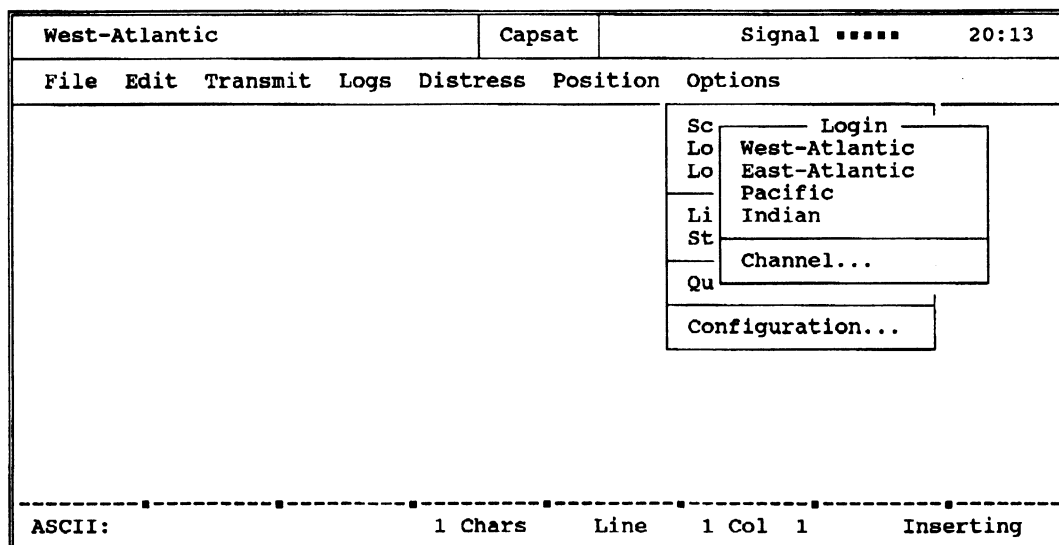 West-Atlantic Capsat Signal ▪▪▪▪▪ 20:13
File Edit Transmit Logs Distress Position Options
Sc
Login
Lo
West-Atlantic
Lo
East-Atlantic
Pacific
Li
Indian
St
Channel...
Qu
Configuration...
ASCII: 1 Chars Line 1 Col 1 Inserting